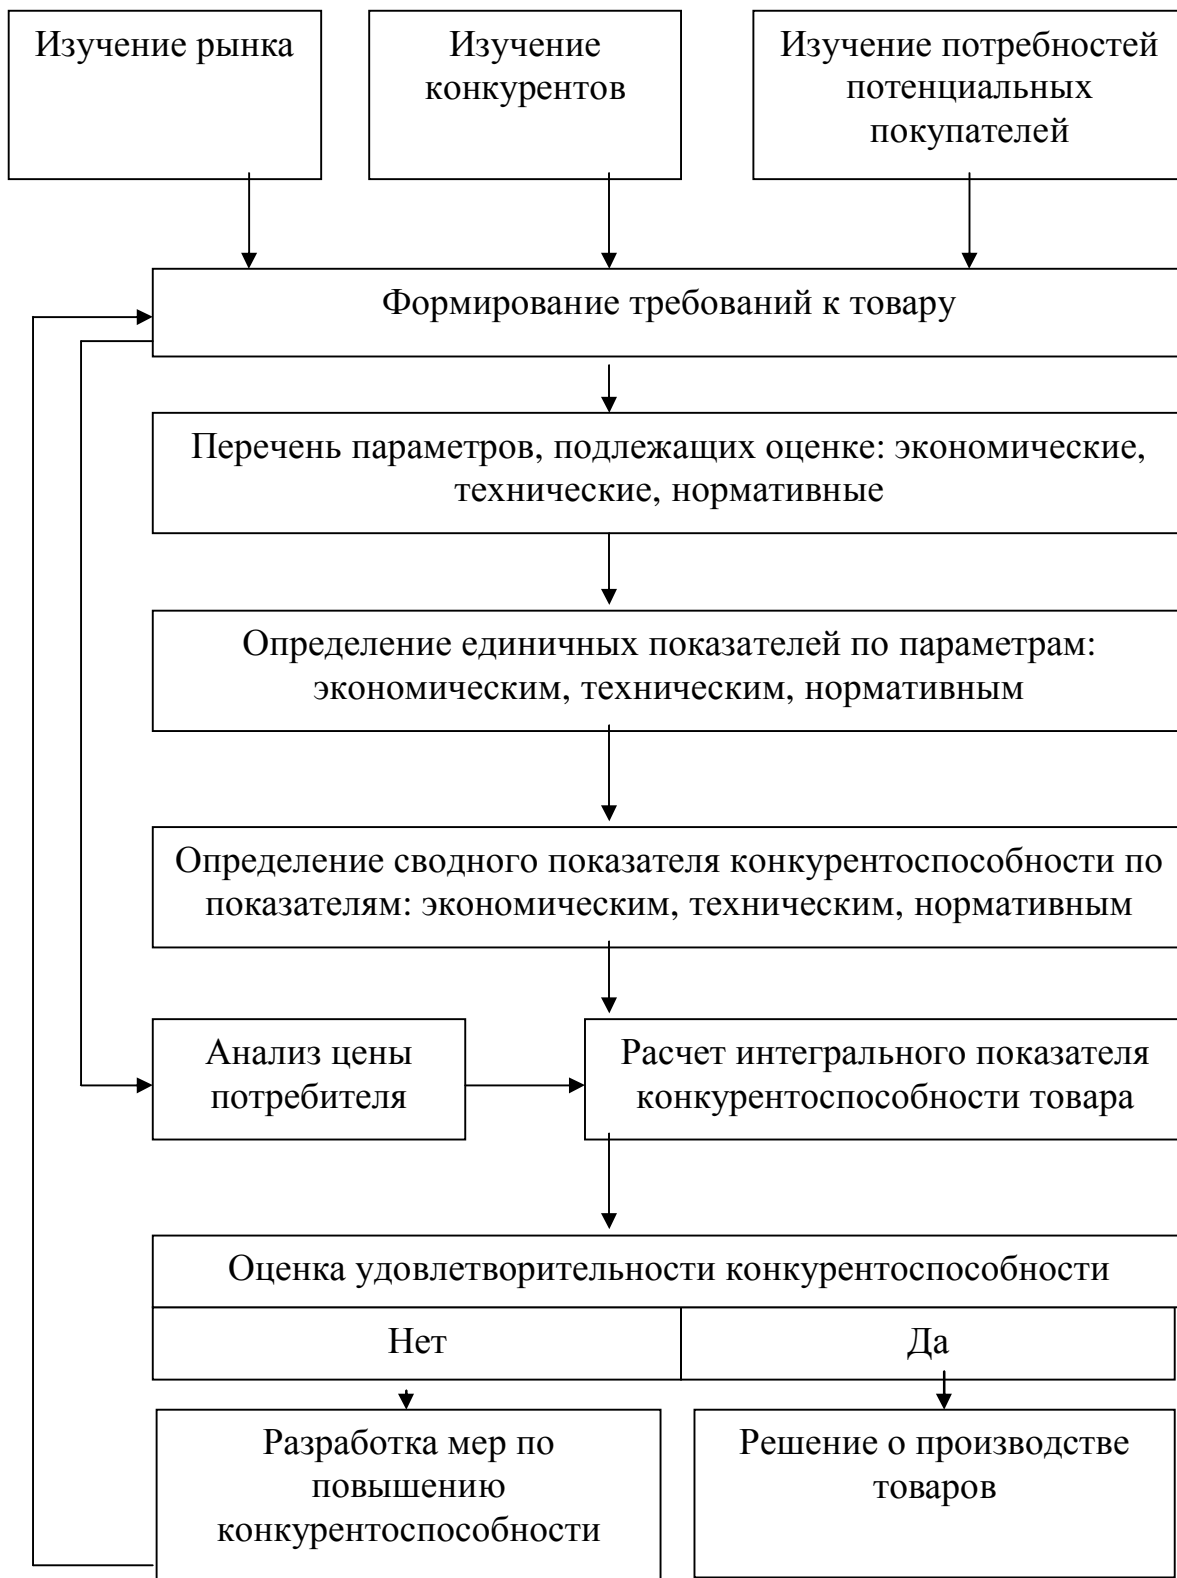 Изучение рынка
Изучение
конкурентов
Изучение потребностей
потенциальных
покупателей
Формирование требований к товару
Перечень параметров, подлежащих оценке: экономические,
технические, нормативные
Определение единичных показателей по параметрам:
экономическим, техническим, нормативным
Определение сводного показателя конкурентоспособности по
показателям: экономическим, техническим, нормативным
Анализ цены
потребителя
Расчет интегрального показателя
конкурентоспособности товара
Оценка удовлетворительности конкурентоспособности
Нет
Да
Разработка мер по
повышению
конкурентоспособности
Решение о производстве
товаров